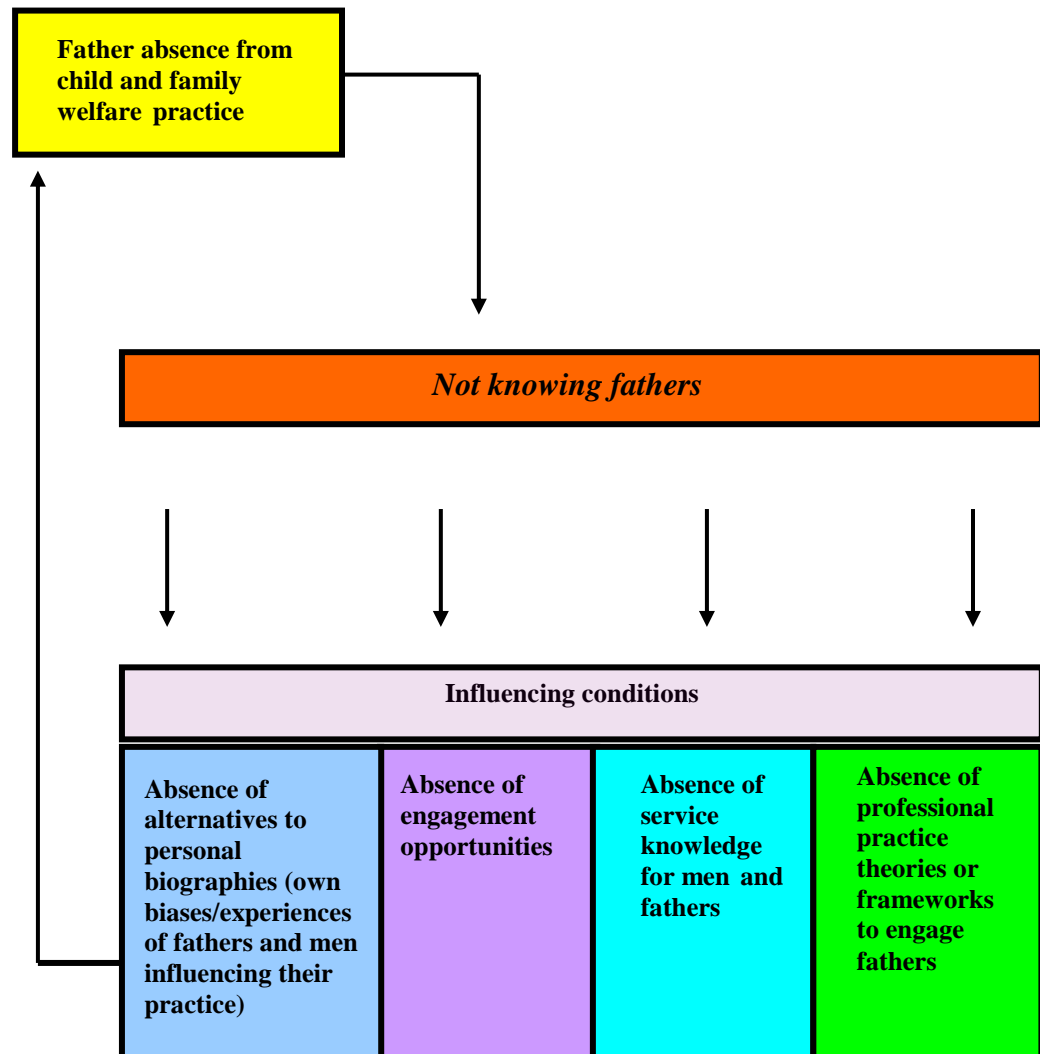 Father absence from
child and family
welfare practice
Not knowing fathers
Influencing conditions
Absence of
alternatives to
personal
biographies (own
biases/experiences
of fathers and men
influencing their
practice)
Absence of
engagement
opportunities
Absence of
service
knowledge
for men and
fathers
Absence of
professional
practice
theories or
frameworks
to engage
fathers